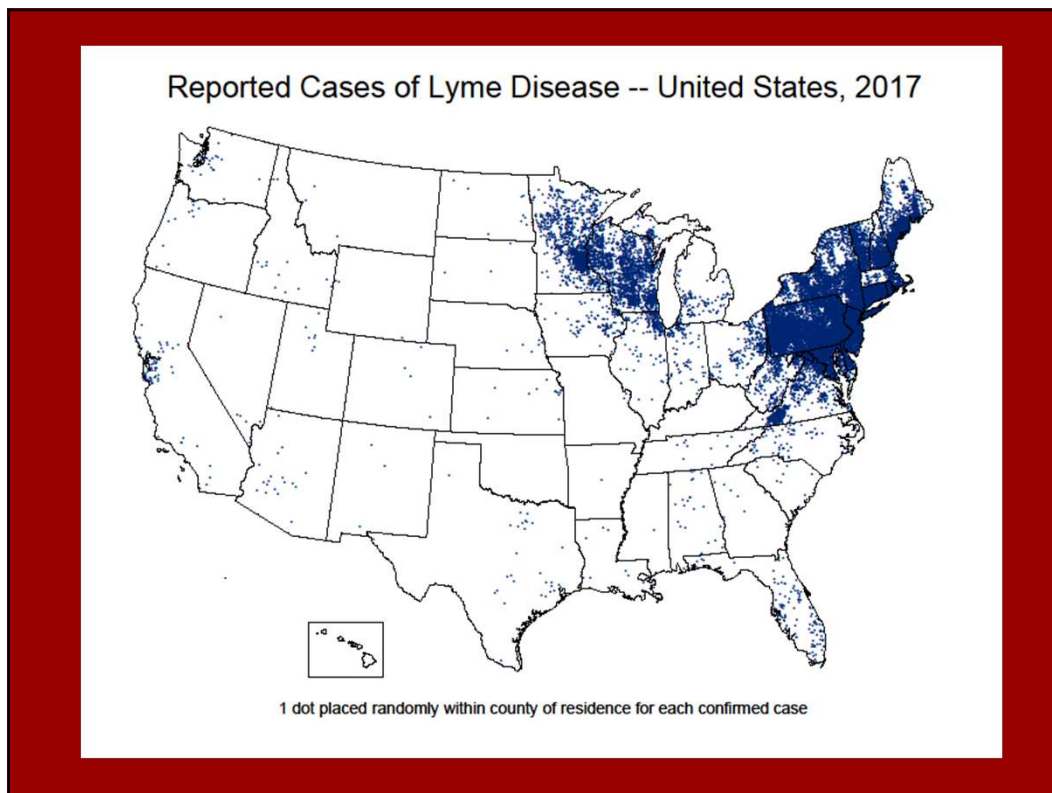 Reported Cases of Lyme Disease -- United States, 2017
1 dot placed randomly within county of residence for each confirmed case